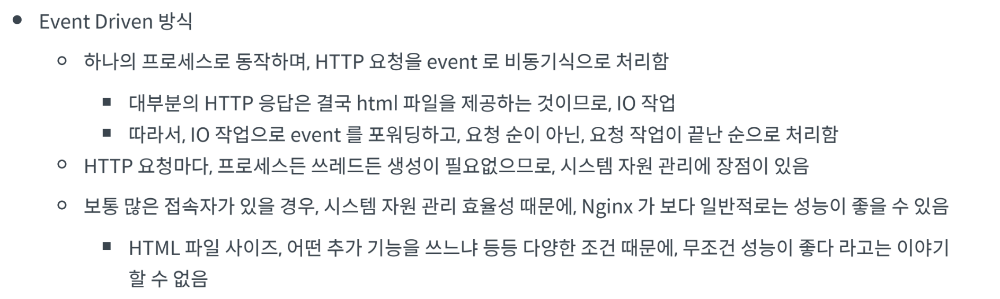 Event Driven 방식
하나의 프로세스로 동작하며, HTTP 요청을 event 로 비동기식으로 처리함
대부분의 HTTP 응답은 결국 html 파일을 제공하는 것이므로, IO 작업
따라서, IO 작업으로 event 를 포워딩하고, 요청 순이 아닌, 요청 작업이 끝난 순으로 처리함
HTTP 요청마다, 프로세스든 쓰레드든 생성이 필요없으므로, 시스템 자원 관리에 장점이 있음
보통 많은 접속자가 있을 경우, 시스템 자원 관리 효율성 때문에, Nginx 가 보다 일반적로는 성능이 좋을 수 있음
HTML 파일 사이즈, 어떤 추가 기능을 쓰느냐 등등 다양한 조건 때문에, 무조건 성능이 좋다 라고는 이야기
할 수 없음